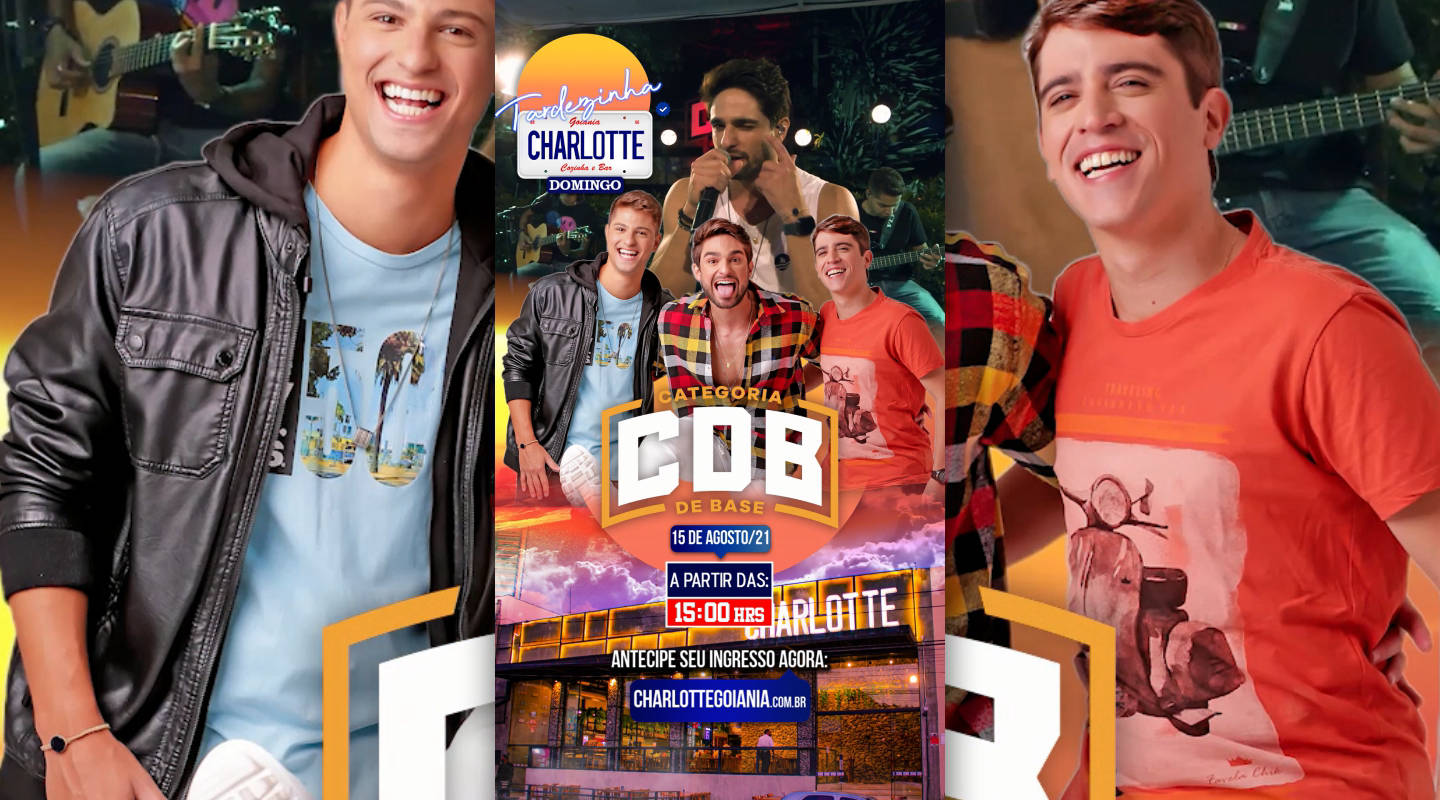 Tardezinha
Goiânia
CHARLOTTE
Cozinha e Bar
DOMINGO
CATEGORIA
CDB
DE BASE
15 DE AGOSTO/21
A PARTIR DAS:
15:00 HRS
CHARLOTTE
ANTECIPE SEU INGRESSO AGORA:
CHARLOTTEGOIANIA.COM.BR